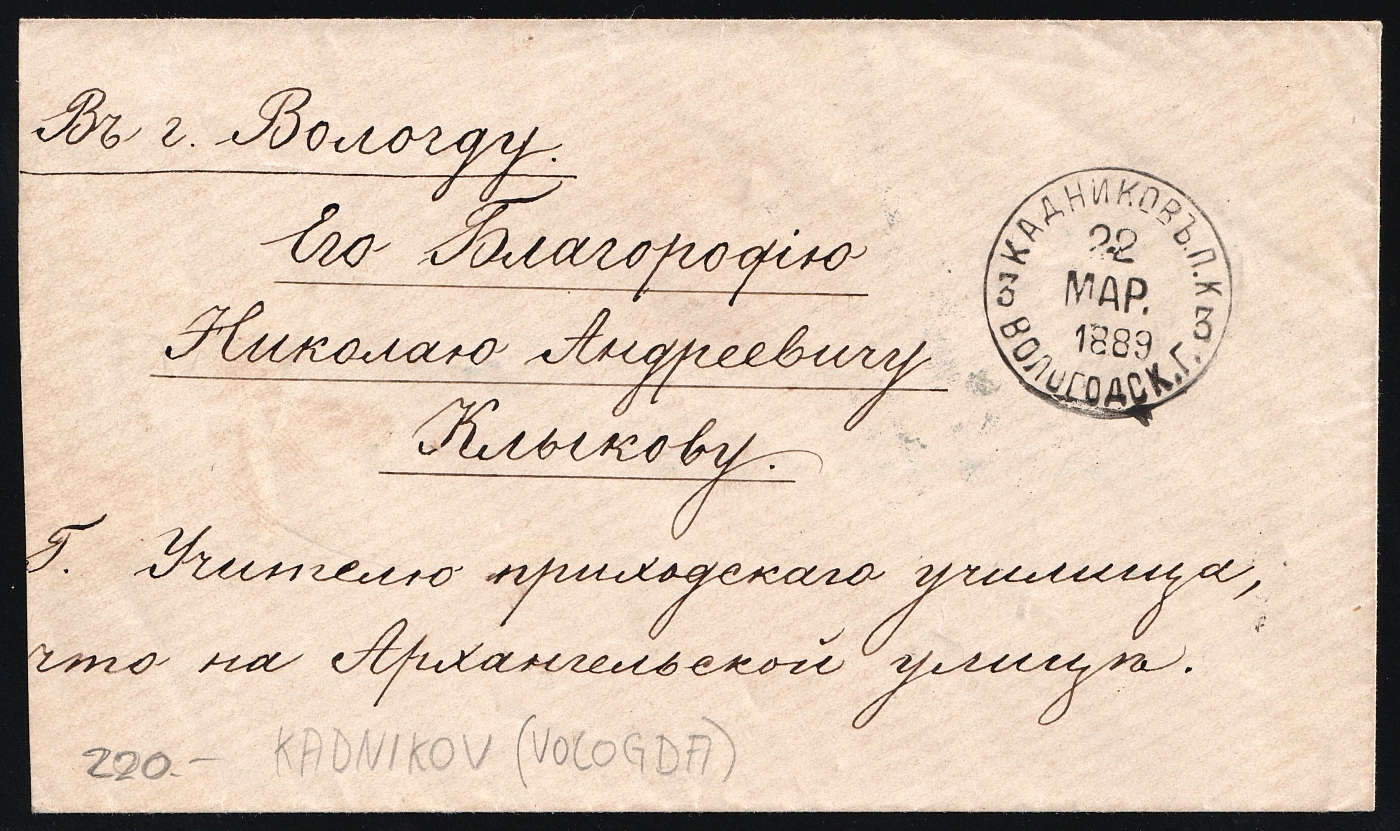 Въ г. Вологду.
Его Благородію
Николаю Андреевичу
Клыкову.
Г. Учителю приходскаго училища,
что на Архангельской улицѣ.
КАДНИКОВЪ.П.К
3 3
22
МАР.
1889
ВОЛОГОДСК.Г.
220.- KADNIKOV (VOLOGDA)